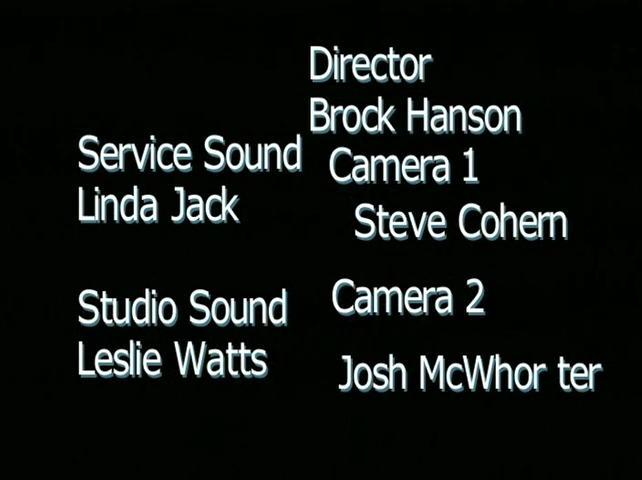 Director
Brock Hanson
Service Sound
Linda Jack
Camera 1
Steve Cohern
Studio Sound
Leslie Watts
Camera 2
Josh McWhor ter